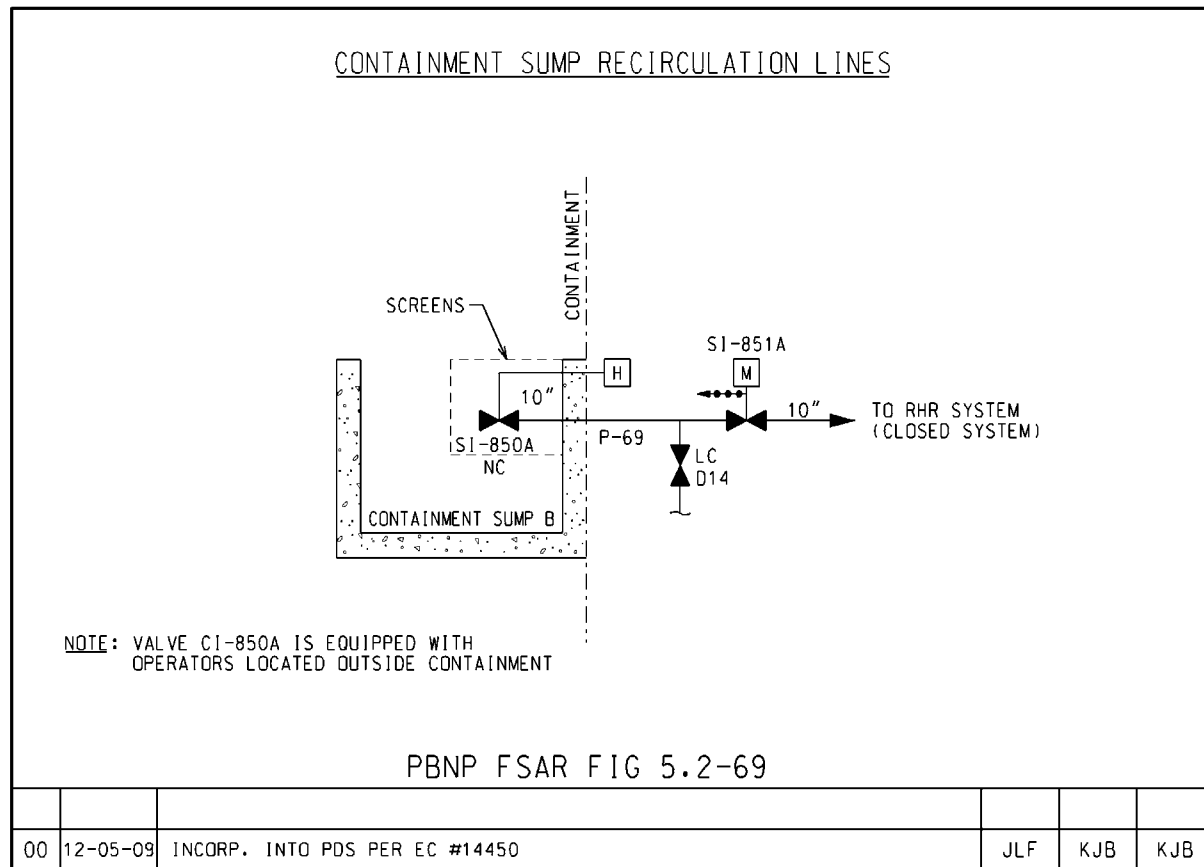 CONTAINMENT SUMP RECIRCULATION LINES
CONTAINMENT
SCREENS
SI-851A
H
M
10"
10"
TO RHR SYSTEM
(CLOSED SYSTEM)
SI-850A
NC
P-69
LC
D14
CONTAINMENT SUMP B
NOTE: VALVE CI-850A IS EQUIPPED WITH
OPERATORS LOCATED OUTSIDE CONTAINMENT
PBNP FSAR FIG 5.2-69
00 12-05-09 INCORP. INTO PDS PER EC #14450 JLF KJB KJB